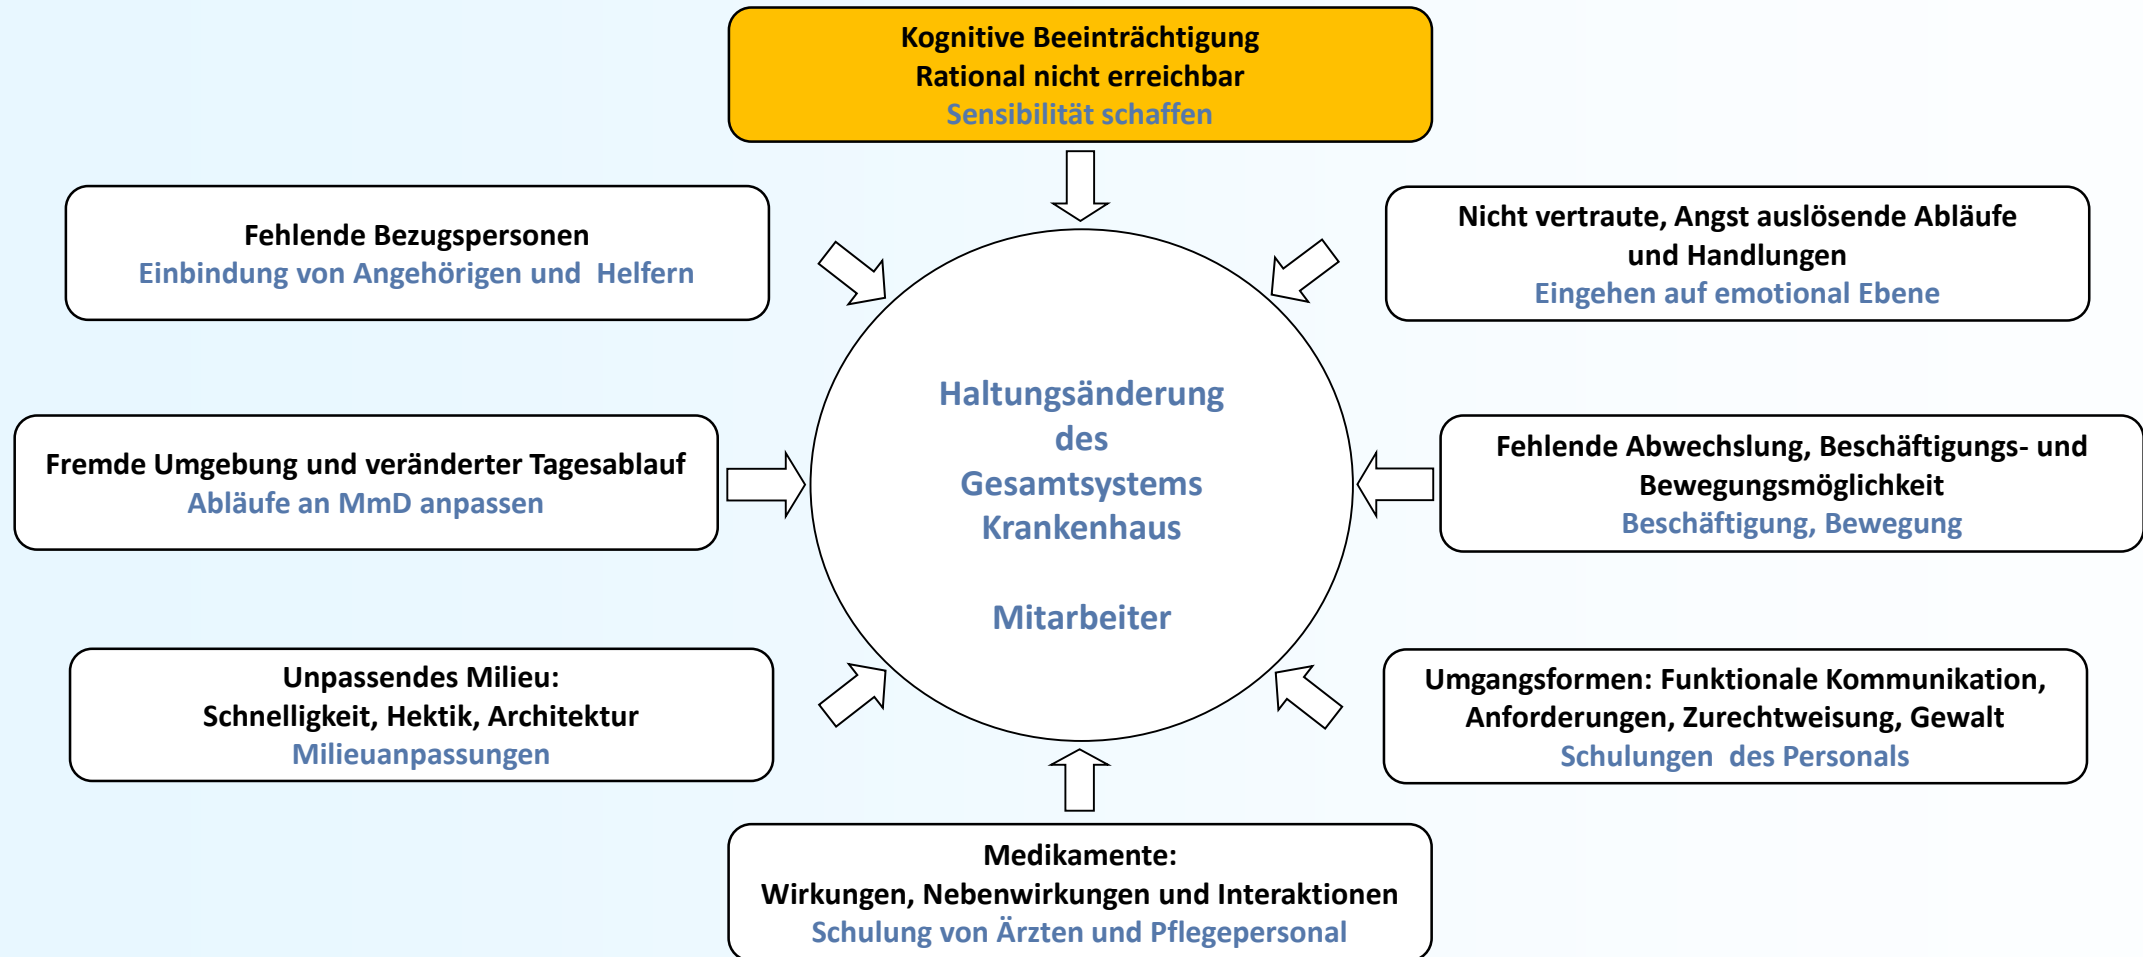 Kognitive Beeinträchtigung
Rational nicht erreichbar
Sensibilität schaffen
Fehlende Bezugspersonen
Einbindung von Angehörigen und  Helfern
Nicht vertraute, Angst auslösende Abläufe
und Handlungen
Eingehen auf emotional Ebene
Fremde Umgebung und veränderter Tagesablauf
Abläufe an MmD anpassen
Haltungsänderung
des
Gesamtsystems
Krankenhaus
Mitarbeiter
Fehlende Abwechslung, Beschäftigungs- und
Bewegungsmöglichkeit
Beschäftigung, Bewegung
Unpassendes Milieu:
Schnelligkeit, Hektik, Architektur
Milieuanpassungen
Umgangsformen: Funktionale Kommunikation,
Anforderungen, Zurechtweisung, Gewalt
Schulungen  des Personals
Medikamente:
Wirkungen, Nebenwirkungen und Interaktionen
Schulung von Ärzten und Pflegepersonal